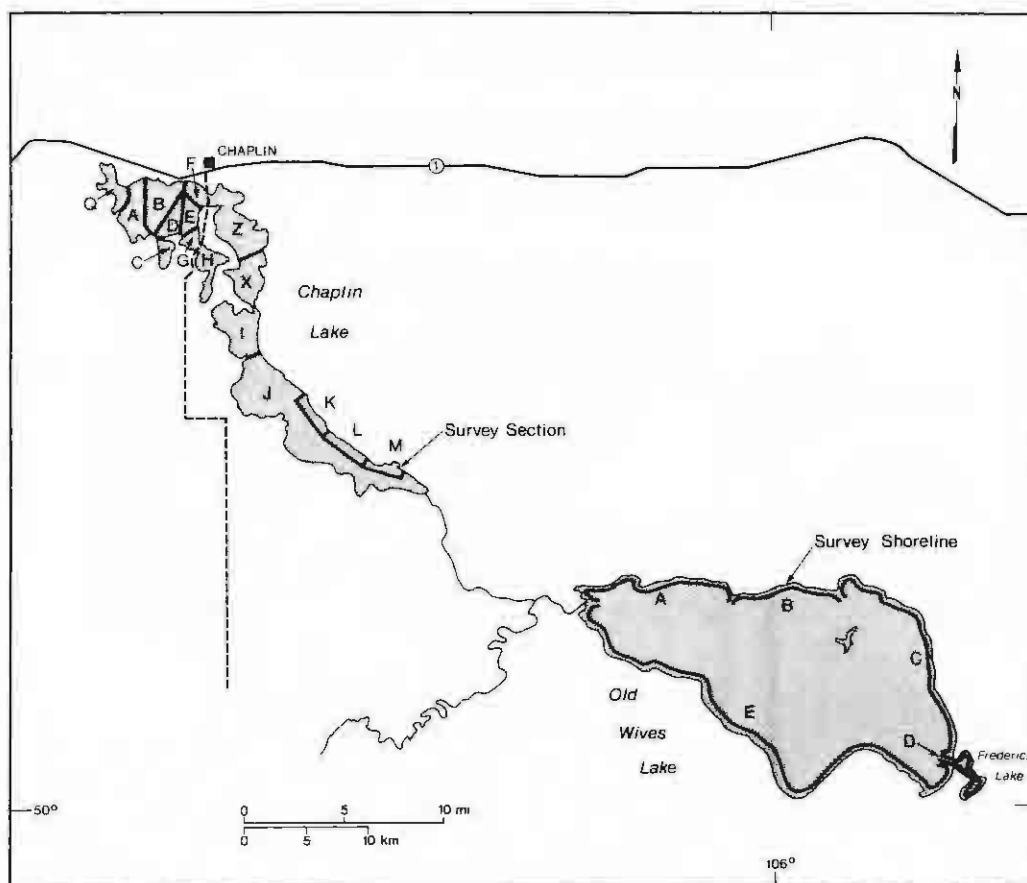 N
CHAPLIN
1
F
Q
A
B
D
E
Z
C
G
H
X
Chaplin
Lake
I
J
K
L
M
Survey Section
Survey Shoreline
A
B
C
Old
Wives
Lake
E
D
Frederick
Lake
0 5 10 mi
0 5 10 km
50°
106°